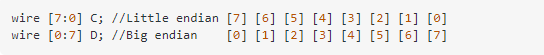 wire [7:0] C; //Little endian [7] [6] [5] [4] [3] [2] [1] [0]
wire [0:7] D; //Big endian    [0] [1] [2] [3] [4] [5] [6] [7]